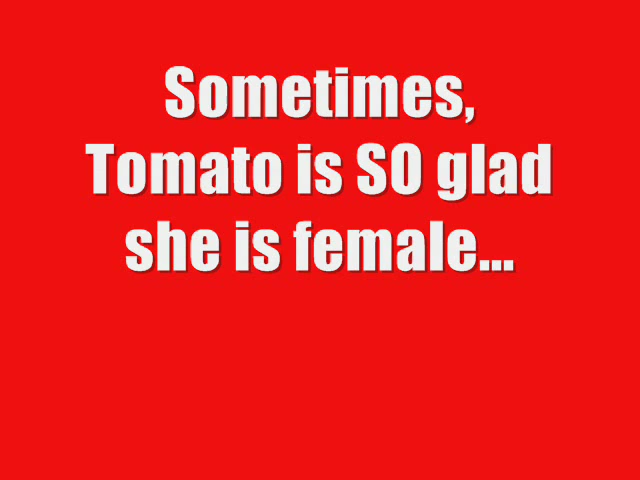 Sometimes,
Tomato is SO glad
she is female...